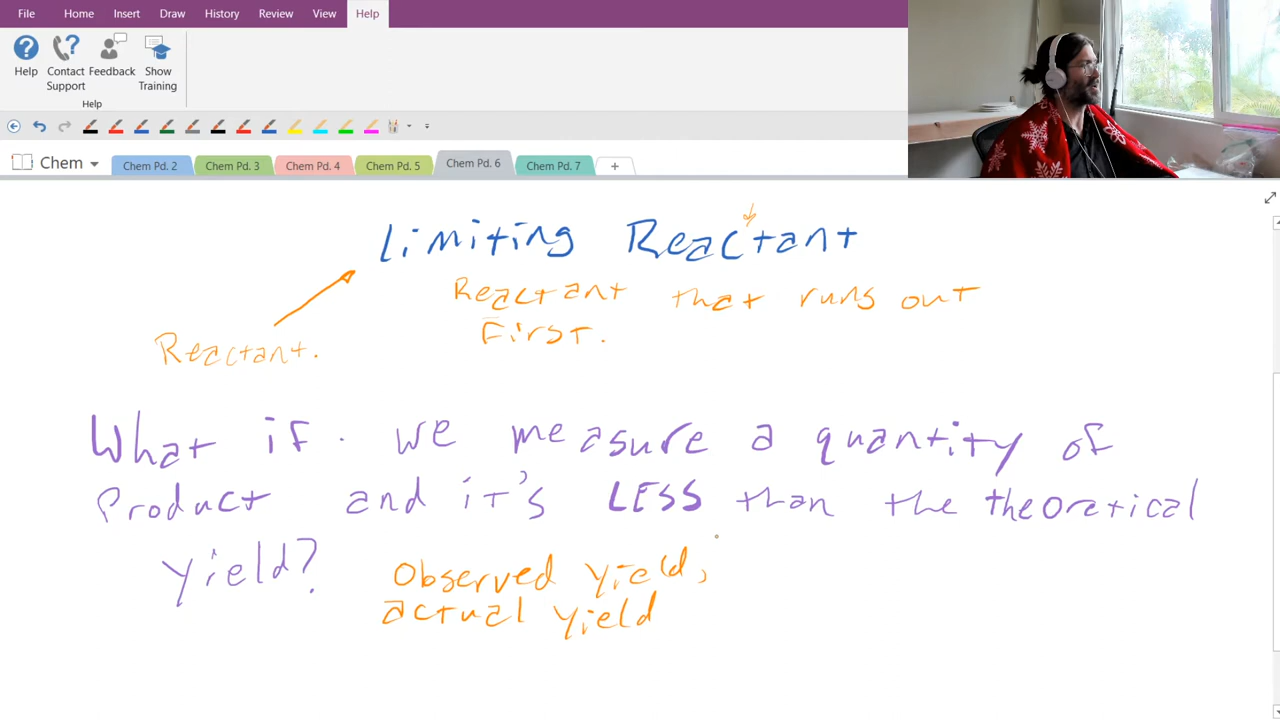 File Home Insert Draw History Review View Help
Help Contact Support Feedback Show Training
Help
Chem Chem Pd. 2 Chem Pd. 3 Chem Pd. 4 Chem Pd. 5 Chem Pd. 6 Chem Pd. 7
Limiting Reactant
Reactant that runs out
First.
Reactant.
What if. we measure a quantity of
Product and it's LESS than the theoretical
yield?
Observed yield,
actual yield